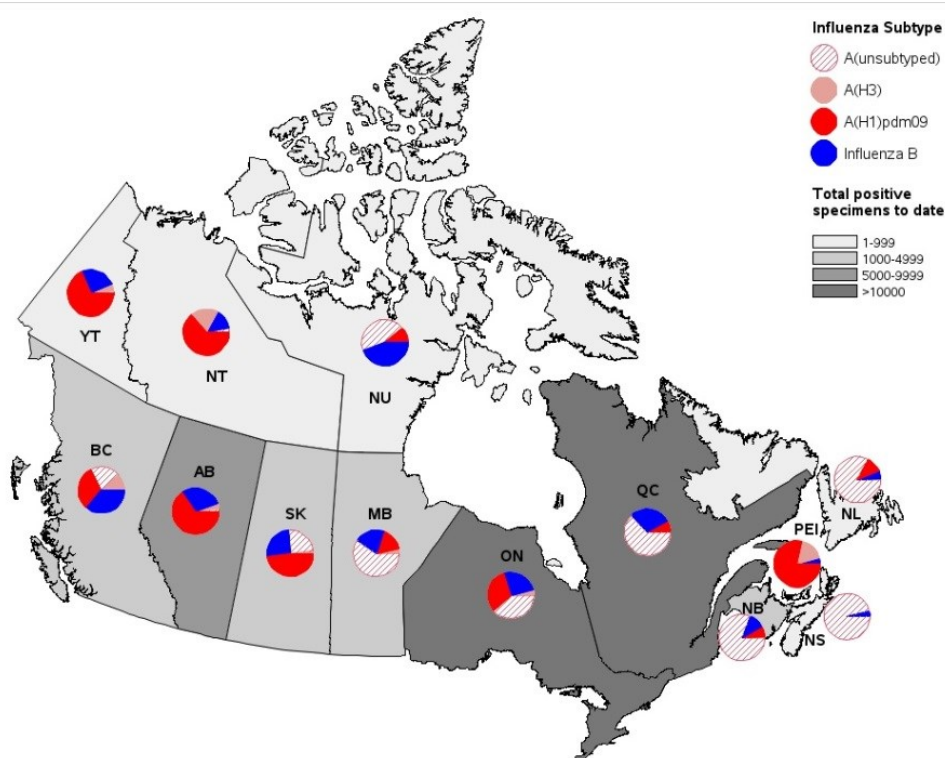 Influenza Subtype
A(unsubtyped)
A(H3)
A(H1)pdm09
Influenza B
Total positive
specimens to date
1-999
1000-4999
5000-9999
>10000
YT
NT
NU
BC
AB
SK
MB
ON
QC
NL
PEI
NB
NS